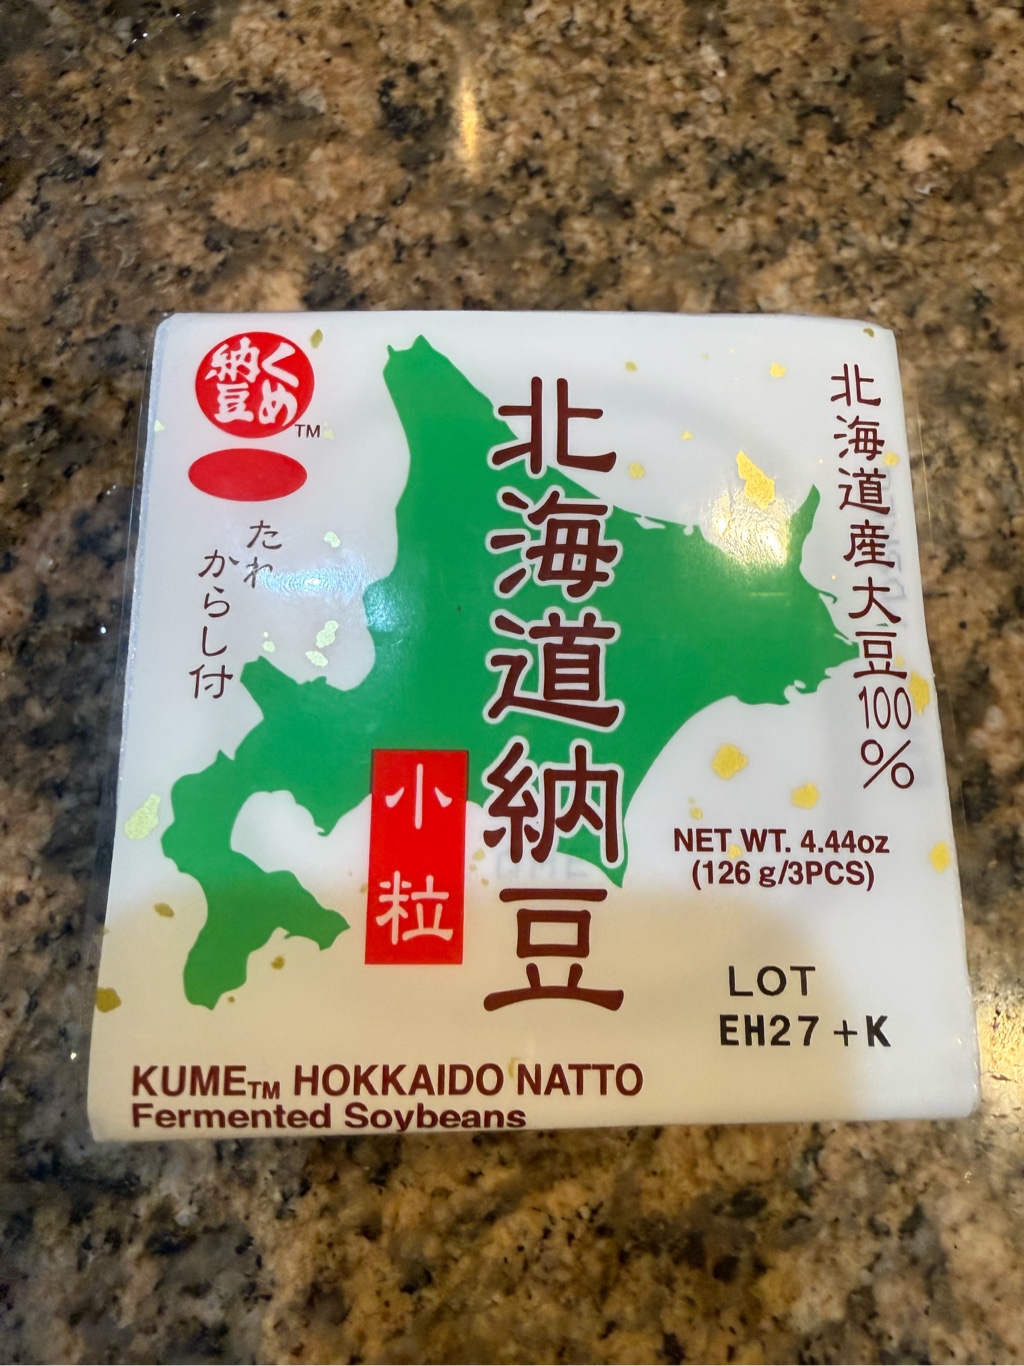 くめ
納豆
TM
たれ
からし付
北海道納豆
小粒
北海道産大豆100%
NET WT. 4.44oz
(126 g/3PCS)
LOT
EH27+K
KUME™ HOKKAIDO NATTO
Fermented Soybeans